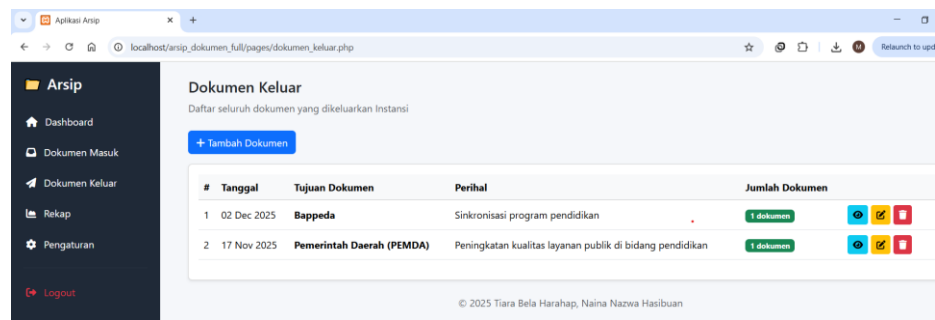 Aplikasi Arsip
localhost/arsip_dokumen_full/pages/dokumen_keluar.php
M
Relaunch to upd
Arsip
Dashboard
Dokumen Masuk
Dokumen Keluar
Rekap
Pengaturan
Logout
Dokumen Keluar
Daftar seluruh dokumen yang dikeluarkan Instansi
+ Tambah Dokumen
# Tanggal Tujuan Dokumen Perihal Jumlah Dokumen
1 02 Dec 2025 Bappeda Sinkronisasi program pendidikan 1 dokumen
2 17 Nov 2025 Pemerintah Daerah (PEMDA) Peningkatan kualitas layanan publik di bidang pendidikan 1 dokumen
© 2025 Tiara Bela Harahap, Naina Nazwa Hasibuan